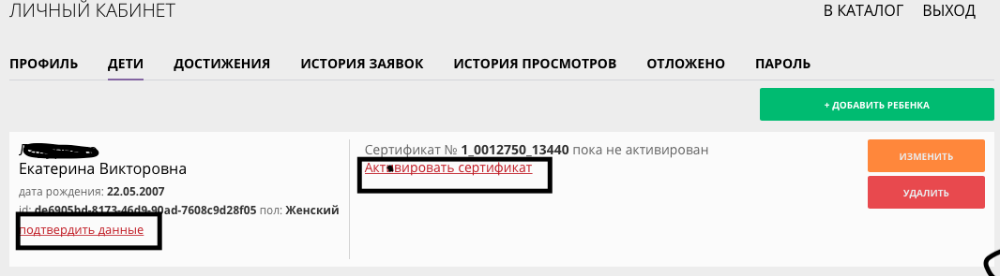 ЛИЧНЫЙ КАБИНЕТ
В КАТАЛОГ ВЫХОД
ПРОФИЛЬ ДЕТИ ДОСТИЖЕНИЯ ИСТОРИЯ ЗАЯВОК ИСТОРИЯ ПРОСМОТРОВ ОТЛОЖЕНО ПАРОЛЬ
+ ДОБАВИТЬ РЕБЕНКА
Екатерина Викторовна
дата рождения: 22.05.2007
id: de6905bd-8173-46d9-90ad-7608c9d28f05 пол: Женский
подтвердить данные
Сертификат № 1_0012750_13440 пока не активирован
Активировать сертификат
ИЗМЕНИТЬ
УДАЛИТЬ